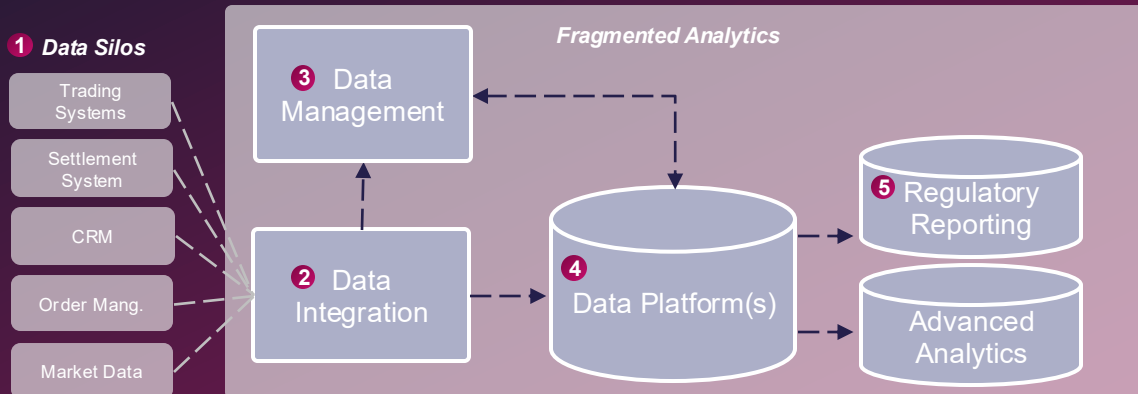 1 Data Silos
Fragmented Analytics
Trading
Systems
Settlement
System
CRM
Order Mang.
Market Data
3 Data
Management
2 Data
Integration
4
Data Platform(s)
5 Regulatory
Reporting
Advanced
Analytics